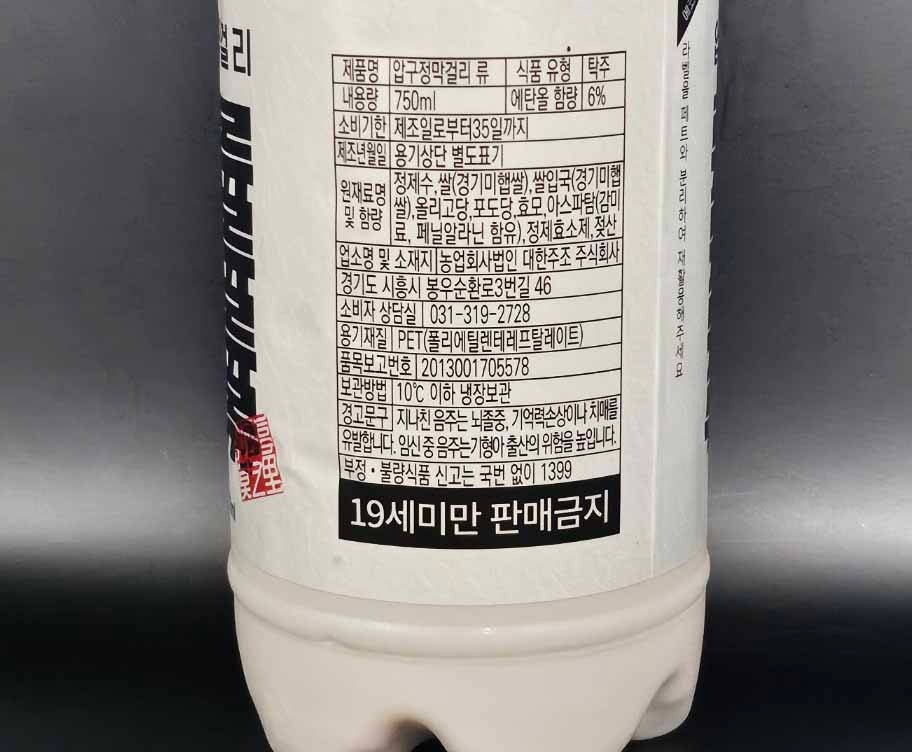 걸리
제품명 압구정막걸리 류 식품 유형 탁주
내용량 750ml 에탄올 함량 6%
소비기한 제조일로부터35일까지
제조년월일 용기상단 별도표기
원재료명 및 함량 정제수,쌀(경기미햅쌀),쌀입국(경기미햅
쌀),올리고당,포도당,효모,아스파탐(감미
료, 페닐알라닌 함유),정제효소제,젖산
업소명 및 소재지 농업회사법인 대한주조 주식회사
경기도 시흥시 봉우순환로3번길 46
소비자 상담실 031-319-2728
용기재질 PET(폴리에틸렌테레프탈레이트)
품목보고번호 2013001705578
보관방법 10℃ 이하 냉장보관
경고문구 지나친 음주는 뇌졸중, 기억력손상이나 치매를
유발합니다. 임신 중 음주는 기형아 출산의 위험을 높입니다.
부정·불량식품 신고는 국번 없이 1399
19세미만 판매금지
라벨을 페트와 분리하여 재활용해주세요